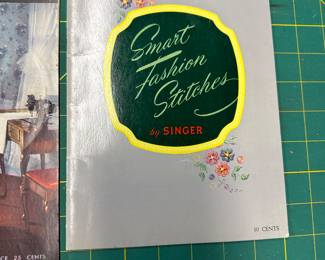 Smart
Fashion
Stitches
by SINGER
10 CENTS
CE 25 CENTS